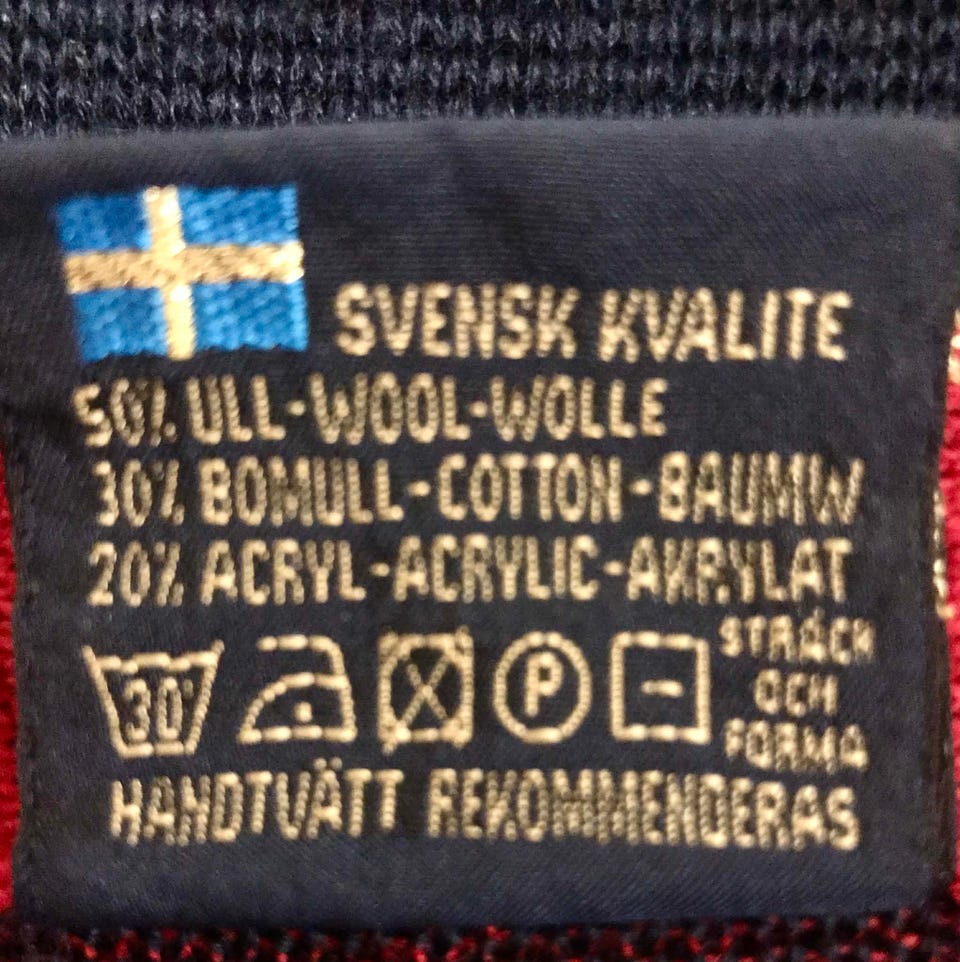 SVENSK KVALITE
50% ULL-WOOL-WOLLE
30% BOMULL-COTTON-BAUMW
20% ACRYL-ACRYLIC-AKRYLAT
30° P
STRÄCK
OCH
FORMA
HANDTVÄTT REKOMMENDERAS